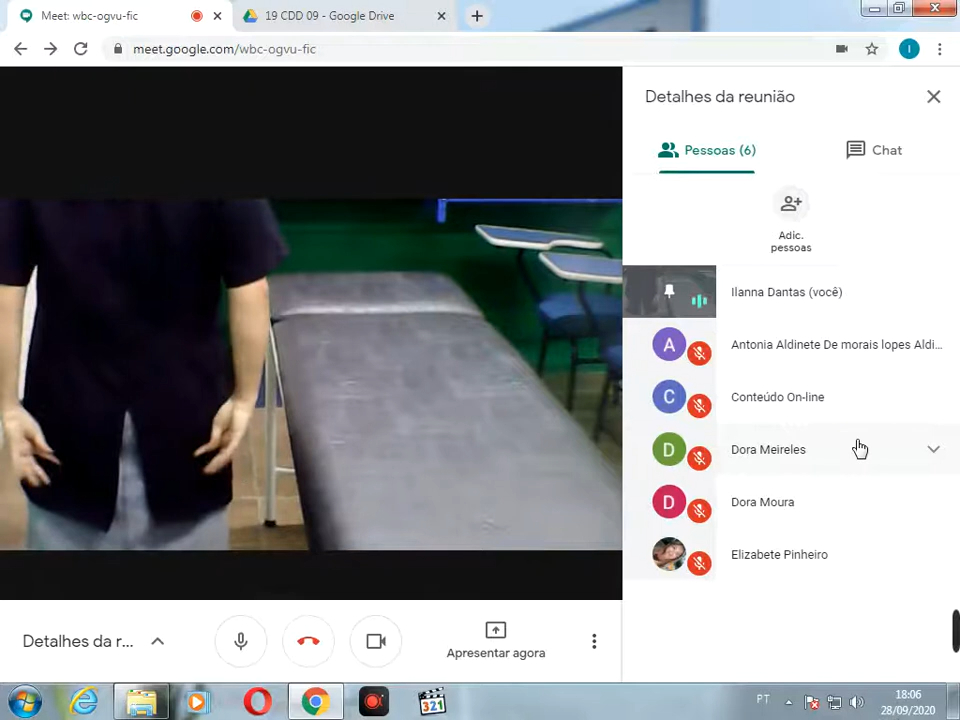 Meet: wbc-ogvu-fic
19 CDD 09 - Google Drive
meet.google.com/wbc-ogvu-fic
I
Detalhes da reunião
Pessoas (6)
Chat
Adic.
pessoas
Ilanna Dantas (você)
A
Antonia Aldinete De morais lopes Aldi...
C
Conteúdo On-line
D
Dora Meireles
D
Dora Moura
Elizabete Pinheiro
Detalhes da r...
Apresentar agora
321
PT
18:06
28/09/2020